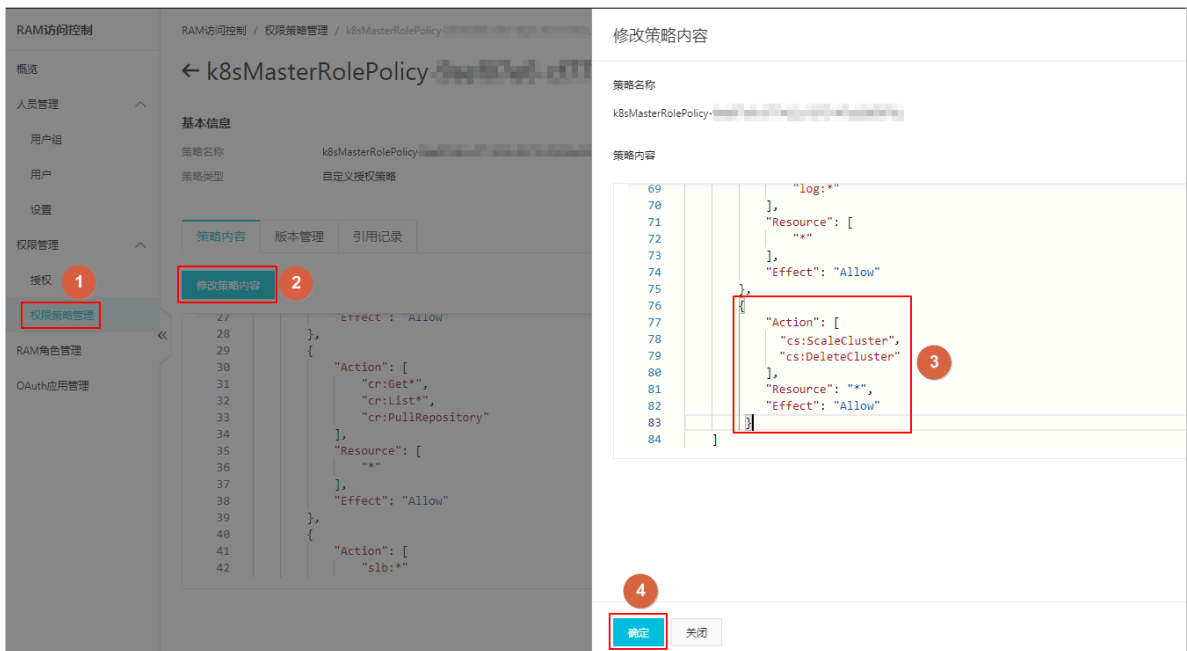 RAM访问控制
概览
人员管理
用户组
用户
设置
权限管理
授权
1
权限策略管理
RAM角色管理
OAuth应用管理
RAM访问控制 / 权限策略管理 / k8sMasterRolePolicy-
← k8sMasterRolePolicy-
基本信息
策略名称 k8sMasterRolePolicy-
策略类型 自定义授权策略
策略内容 版本管理 引用记录
修改策略内容 2
27 "Effect": "Allow"
28 },
29 {
30 "Action": [
31 "cr:Get*",
32 "cr:List*",
33 "cr:PullRepository"
34 ],
35 "Resource": [
36 "*"
37 ],
38 "Effect": "Allow"
39 },
40 {
41 "Action": [
42 "slb:*"
修改策略内容
策略名称
k8sMasterRolePolicy-
策略内容
69 "log:*"
70 ],
71 "Resource": [
72 "*"
73 ],
74 "Effect": "Allow"
75 },
76 {
77 "Action": [
78 "cs:ScaleCluster",
79 "cs:DeleteCluster"
80 ],
81 "Resource": "*",
82 "Effect": "Allow"
83 }
84 ]
3
4
确定 关闭